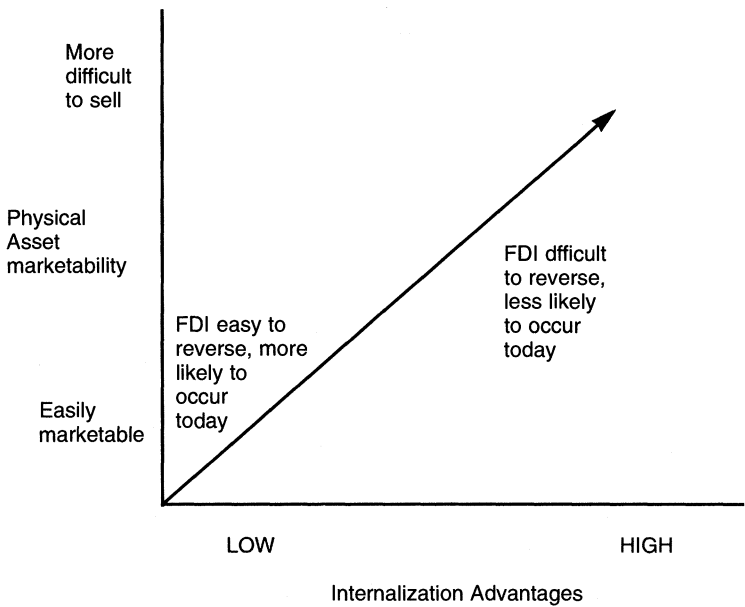 More
difficult
to sell
Physical
Asset
marketability
FDI dfficult
to reverse,
less likely
to occur
today
FDI easy to
reverse, more
likely to
occur
today
Easily
marketable
LOW
HIGH
Internalization Advantages